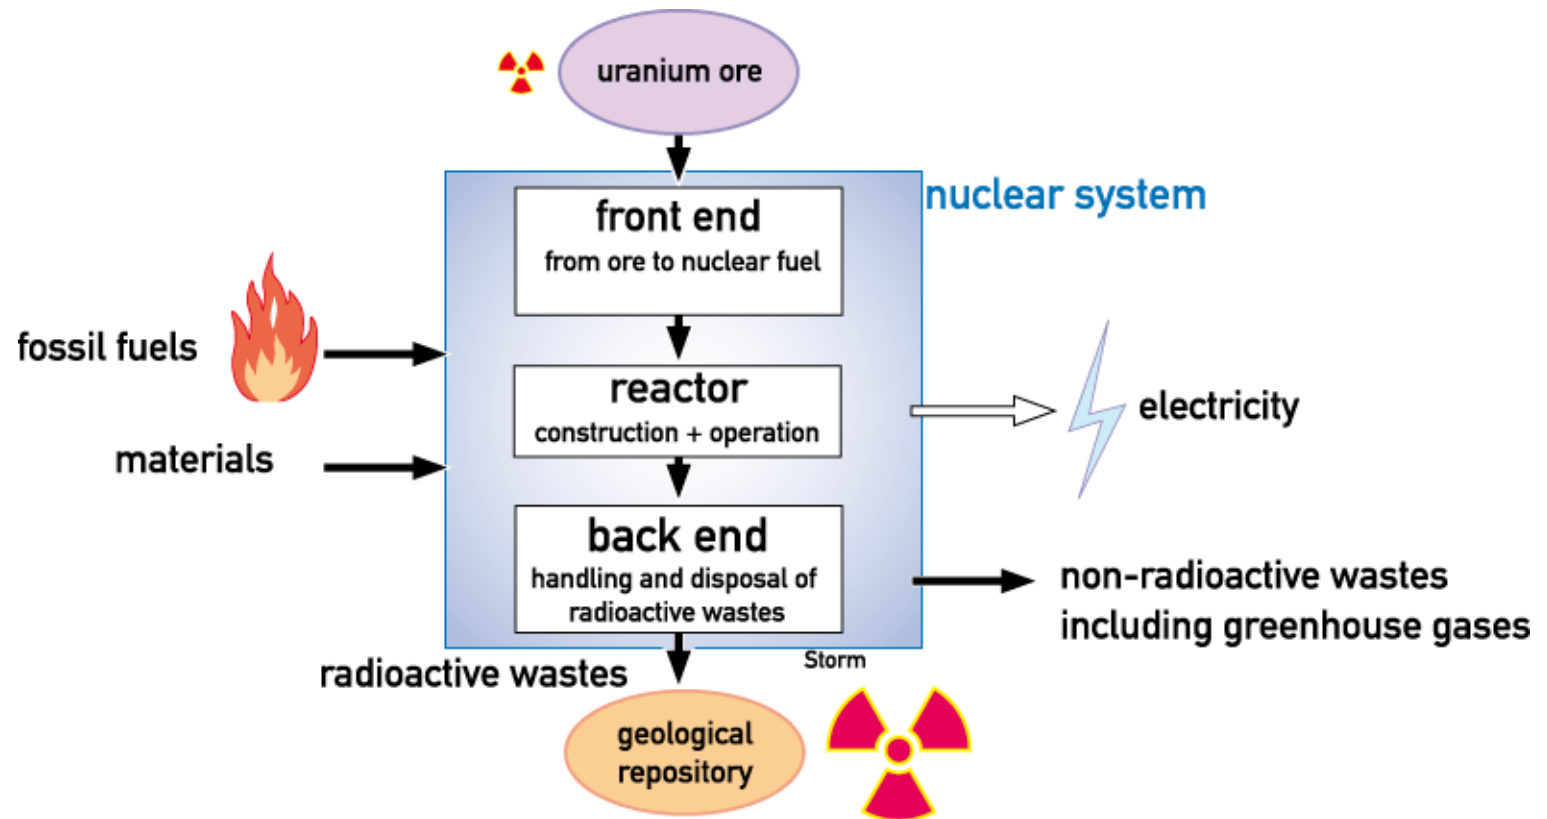 uranium ore
nuclear system
front end
from ore to nuclear fuel
fossil fuels
reactor
construction + operation
electricity
materials
back end
handling and disposal of
radioactive wastes
non-radioactive wastes
including greenhouse gases
Storm
radioactive wastes
geological
repository